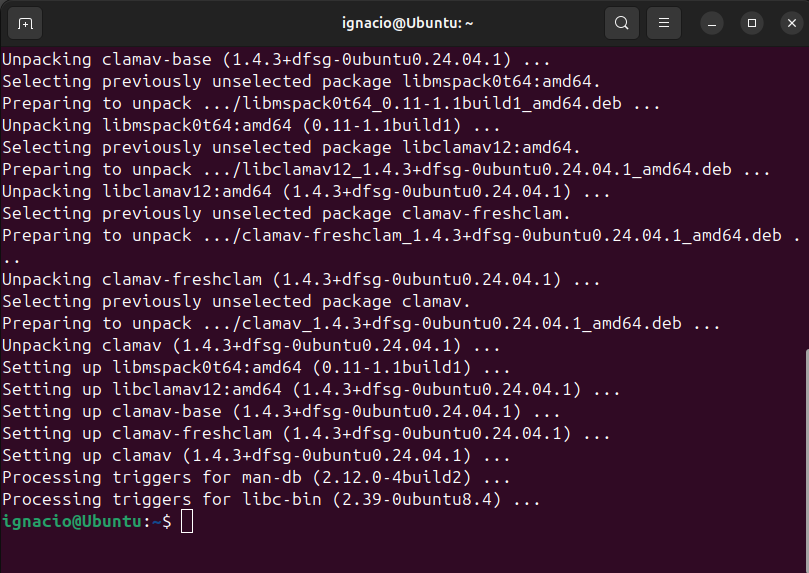 ignacio@Ubuntu: ~
Unpacking clamav-base (1.4.3+dfsg-0ubuntu0.24.04.1) ...
Selecting previously unselected package libmspack0t64:amd64.
Preparing to unpack .../libmspack0t64_0.11-1.1build1_amd64.deb ...
Unpacking libmspack0t64:amd64 (0.11-1.1build1) ...
Selecting previously unselected package libclamav12:amd64.
Preparing to unpack .../libclamav12_1.4.3+dfsg-0ubuntu0.24.04.1_amd64.deb ...
Unpacking libclamav12:amd64 (1.4.3+dfsg-0ubuntu0.24.04.1) ...
Selecting previously unselected package clamav-freshclam.
Preparing to unpack .../clamav-freshclam_1.4.3+dfsg-0ubuntu0.24.04.1_amd64.deb .
..
Unpacking clamav-freshclam (1.4.3+dfsg-0ubuntu0.24.04.1) ...
Selecting previously unselected package clamav.
Preparing to unpack .../clamav_1.4.3+dfsg-0ubuntu0.24.04.1_amd64.deb ...
Unpacking clamav (1.4.3+dfsg-0ubuntu0.24.04.1) ...
Setting up libmspack0t64:amd64 (0.11-1.1build1) ...
Setting up libclamav12:amd64 (1.4.3+dfsg-0ubuntu0.24.04.1) ...
Setting up clamav-base (1.4.3+dfsg-0ubuntu0.24.04.1) ...
Setting up clamav-freshclam (1.4.3+dfsg-0ubuntu0.24.04.1) ...
Setting up clamav (1.4.3+dfsg-0ubuntu0.24.04.1) ...
Processing triggers for man-db (2.12.0-4build2) ...
Processing triggers for libc-bin (2.39-0ubuntu8.4) ...
ignacio@Ubuntu:~$